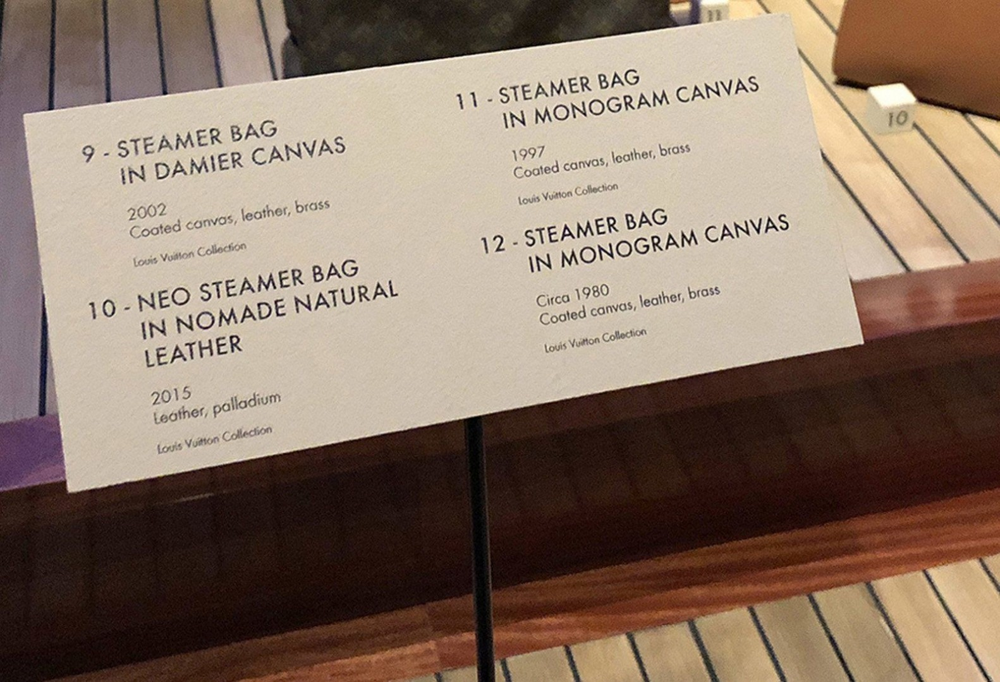 9 - STEAMER BAG
IN DAMIER CANVAS
2002
Coated canvas, leather, brass
Louis Vuitton Collection
10 - NEO STEAMER BAG
IN NOMADE NATURAL
LEATHER
2015
Leather, palladium
Louis Vuitton Collection
11 - STEAMER BAG
IN MONOGRAM CANVAS
1997
Coated canvas, leather, brass
Louis Vuitton Collection
12 - STEAMER BAG
IN MONOGRAM CANVAS
Circa 1980
Coated canvas, leather, brass
Louis Vuitton Collection
11
10